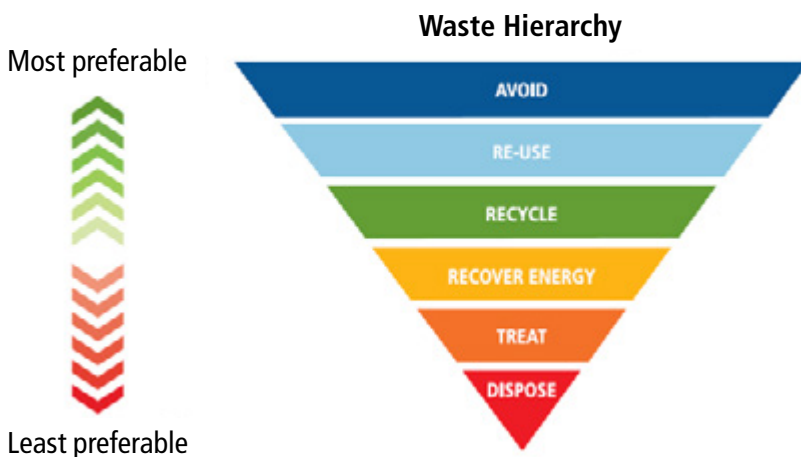 Waste Hierarchy
Most preferable
AVOID
RE-USE
RECYCLE
RECOVER ENERGY
TREAT
DISPOSE
Least preferable